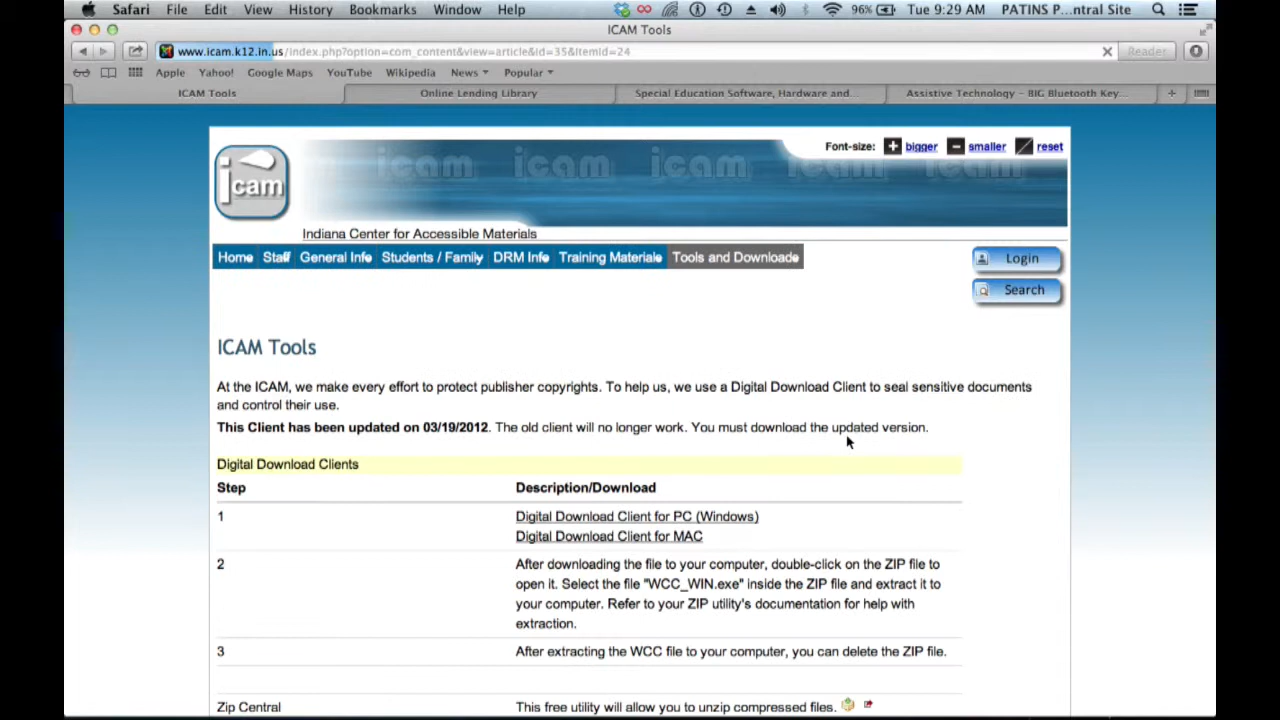 Safari File Edit View History Bookmarks Window Help 96% Tue 9:29 AM PATINS P...ntral Site
ICAM Tools
www.icam.k12.in.us/index.php?option=com_content&view=article&id=35&Itemid=24 Reader
Apple Yahoo! Google Maps YouTube Wikipedia News Popular
ICAM Tools Online Lending Library Special Education Software, Hardware and... Assistive Technology – BIG Bluetooth Key...
Font-size: bigger smaller reset
icam icam icam icam icam
icam
Indiana Center for Accessible Materials
Home Staff General Info Students / Family DRM Info Training Materials Tools and Downloads
Login
Search
ICAM Tools
At the ICAM, we make every effort to protect publisher copyrights. To help us, we use a Digital Download Client to seal sensitive documents
and control their use.
This Client has been updated on 03/19/2012. The old client will no longer work. You must download the updated version.
Digital Download Clients
Step Description/Download
1 Digital Download Client for PC (Windows)
Digital Download Client for MAC
2 After downloading the file to your computer, double-click on the ZIP file to
open it. Select the file "WCC_WIN.exe" inside the ZIP file and extract it to
your computer. Refer to your ZIP utility's documentation for help with
extraction.
3 After extracting the WCC file to your computer, you can delete the ZIP file.
Zip Central This free utility will allow you to unzip compressed files.